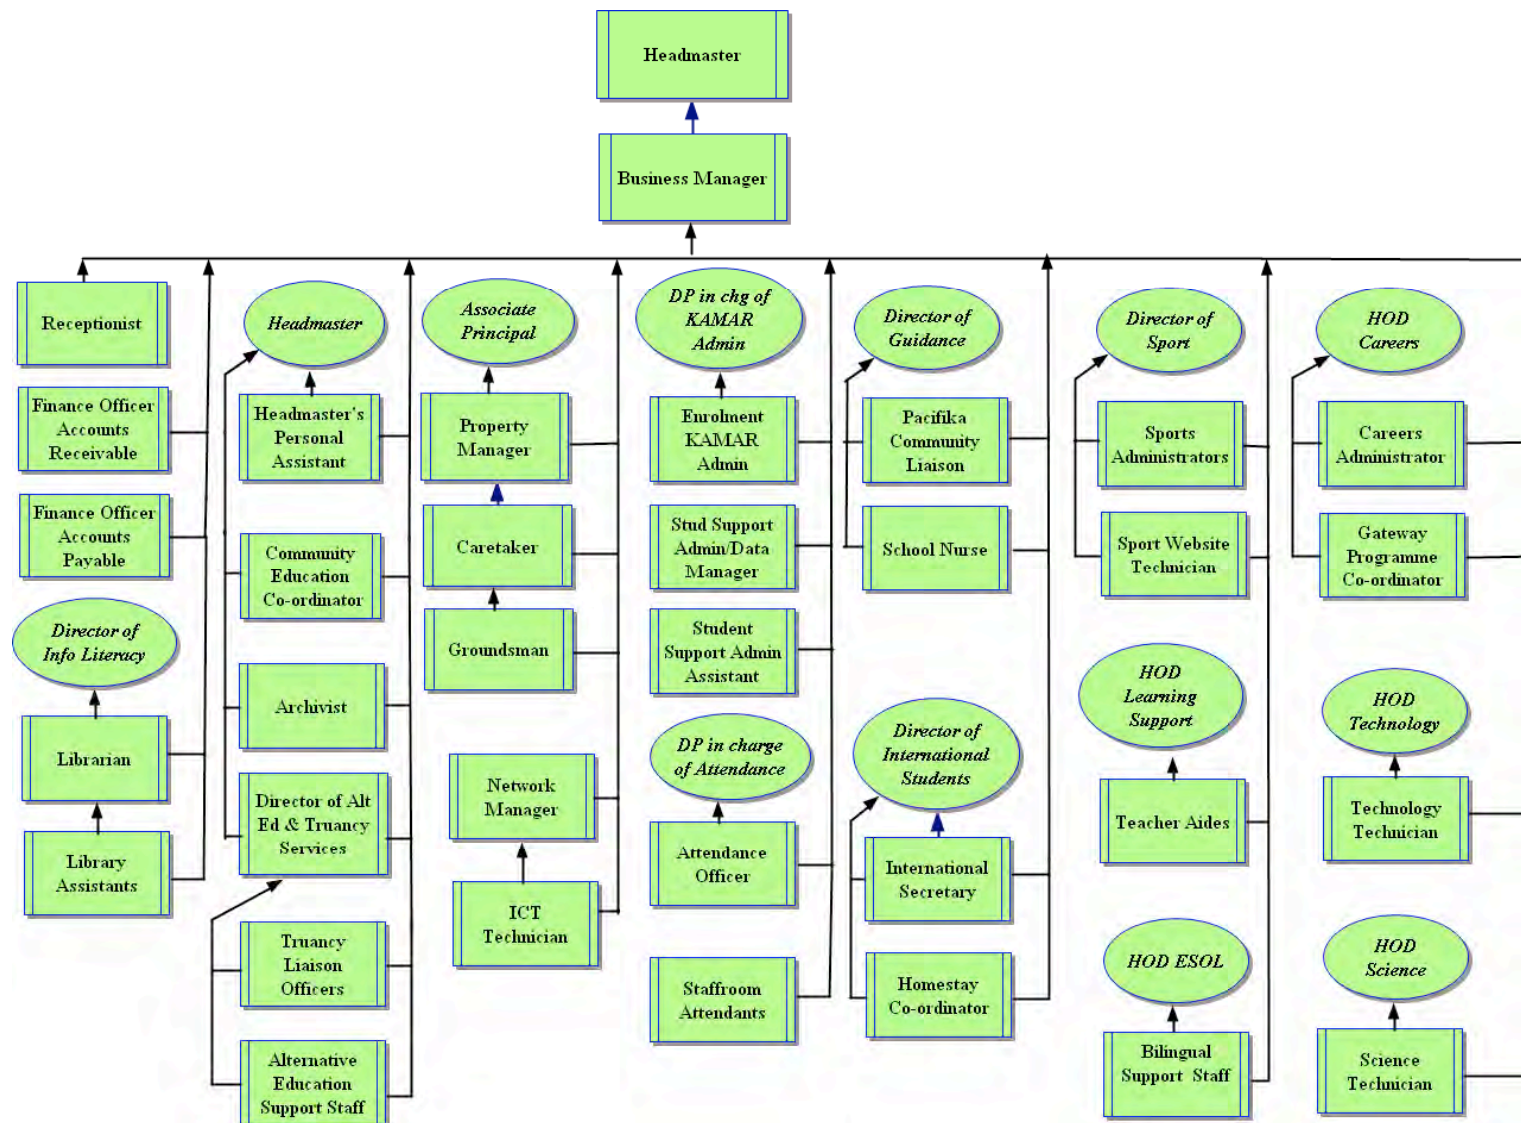 Headmaster
Business Manager
Receptionist
Finance Officer
Accounts
Receivable
Finance Officer
Accounts
Payable
Director of
Info Literacy
Librarian
Library
Assistants
Headmaster
Headmaster's
Personal
Assistant
Community
Education
Co-ordinator
Archivist
Director of Alt
Ed & Truancy
Services
Truancy
Liaison
Officers
Alternative
Education
Support Staff
Associate
Principal
Property
Manager
Caretaker
Groundsman
Network
Manager
ICT
Technician
DP in chg of
KAMAR
Admin
Enrolment
KAMAR
Admin
Stud Support
Admin/Data
Manager
Student
Support Admin
Assistant
DP in charge
of Attendance
Attendance
Officer
Staffroom
Attendants
Director of
Guidance
Pacifika
Community
Liaison
School Nurse
Director of
International
Students
International
Secretary
Homestay
Co-ordinator
Director of
Sport
Sports
Administrators
Sport Website
Technician
HOD
Learning
Support
Teacher Aides
HOD ESOL
Bilingual
Support Staff
HOD
Careers
Careers
Administrator
Gateway
Programme
Co-ordinator
HOD
Technology
Technology
Technician
HOD
Science
Science
Technician